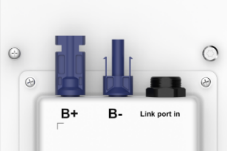 B+ B- Link port in